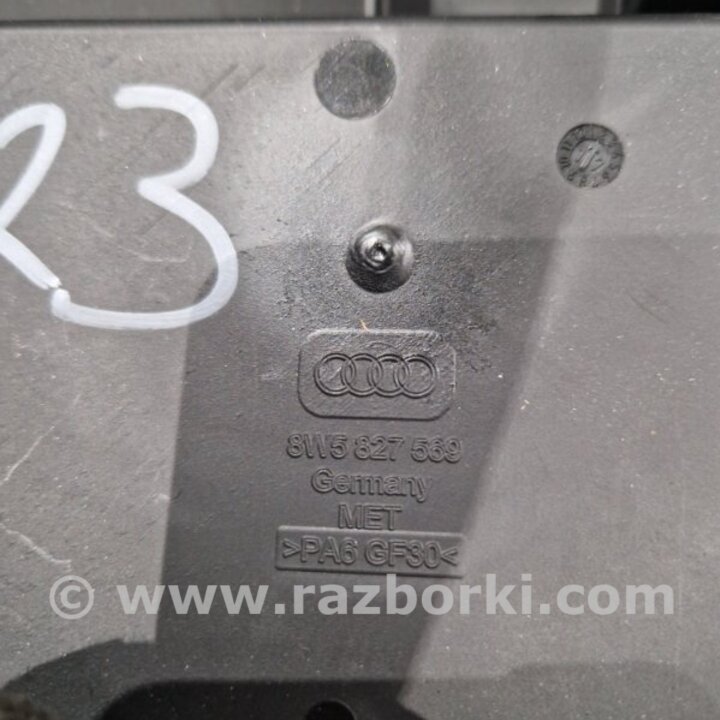 23
8W5 827 569
Germany
MET
>PA6 GF30<
© www.razborki.com